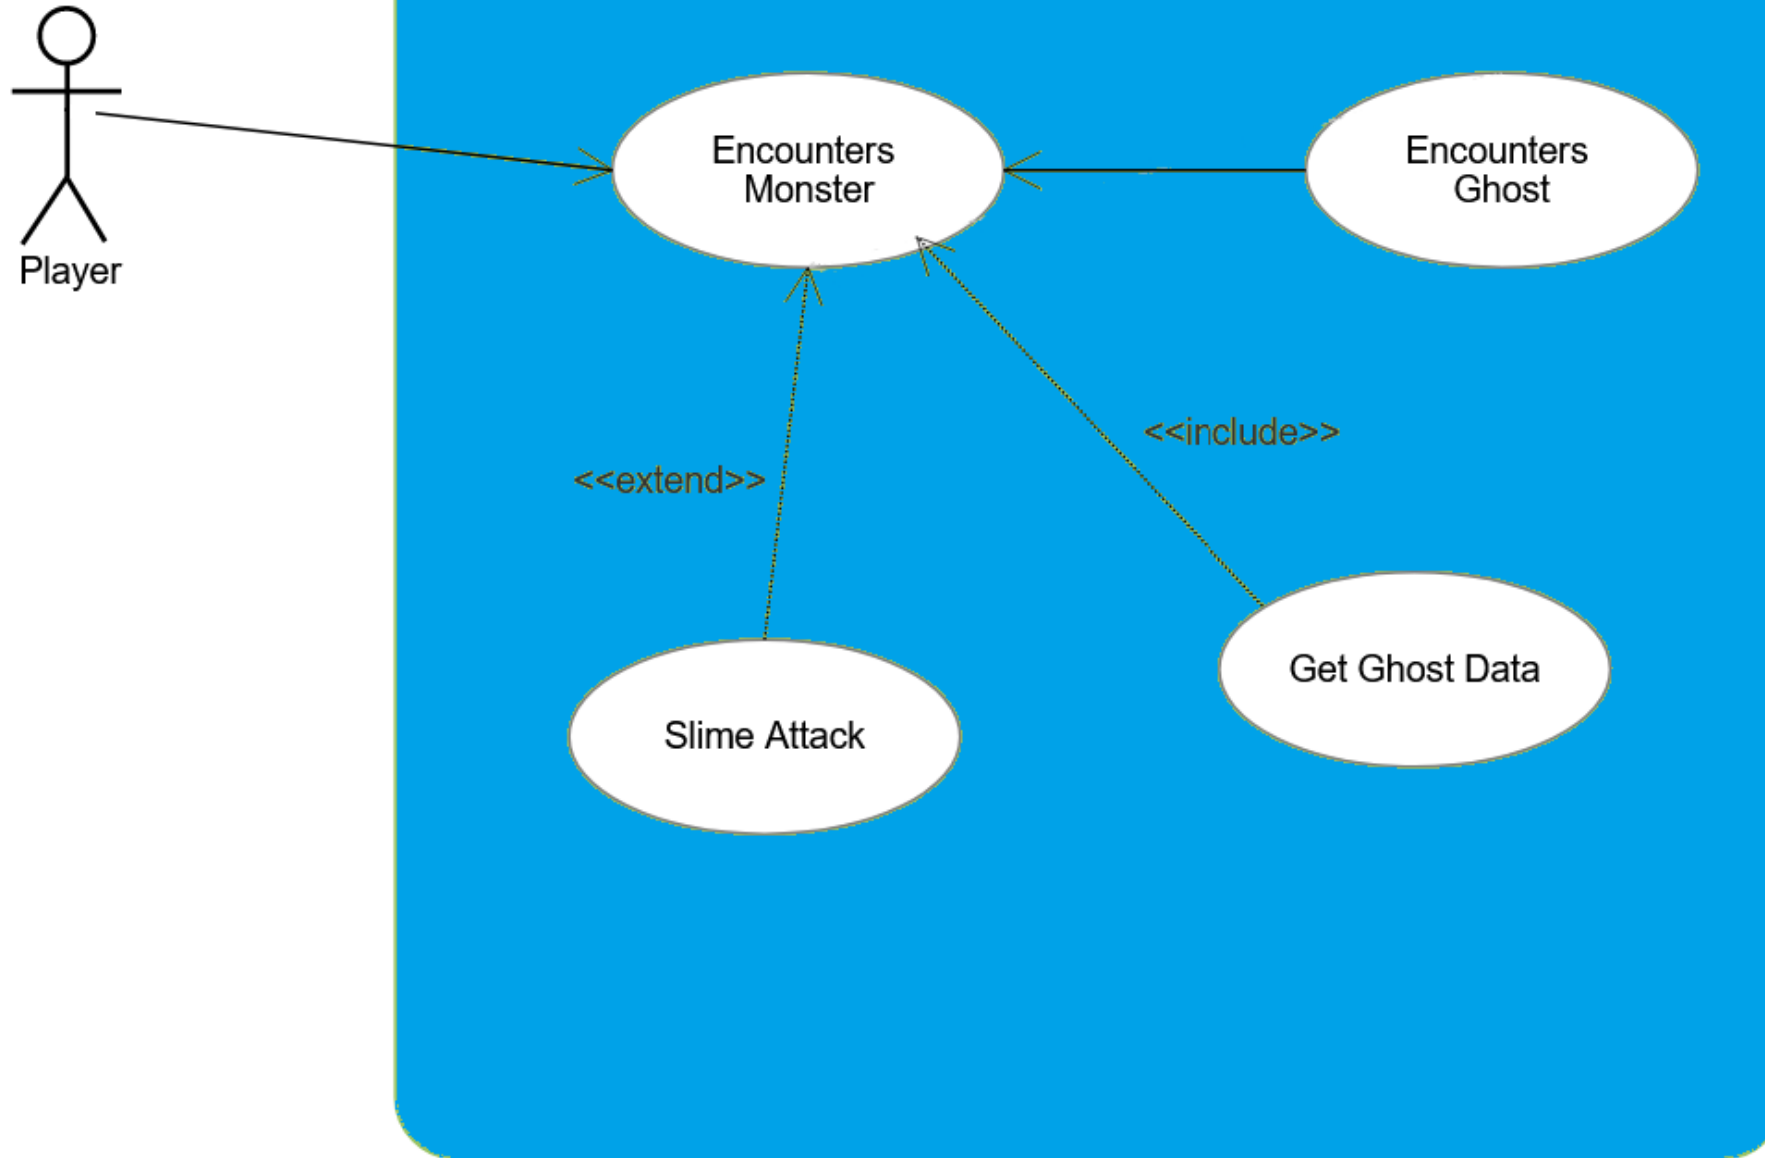 Encounters
Monster
Encounters
Ghost
Player
<<include>>
<<extend>>
Get Ghost Data
Slime Attack